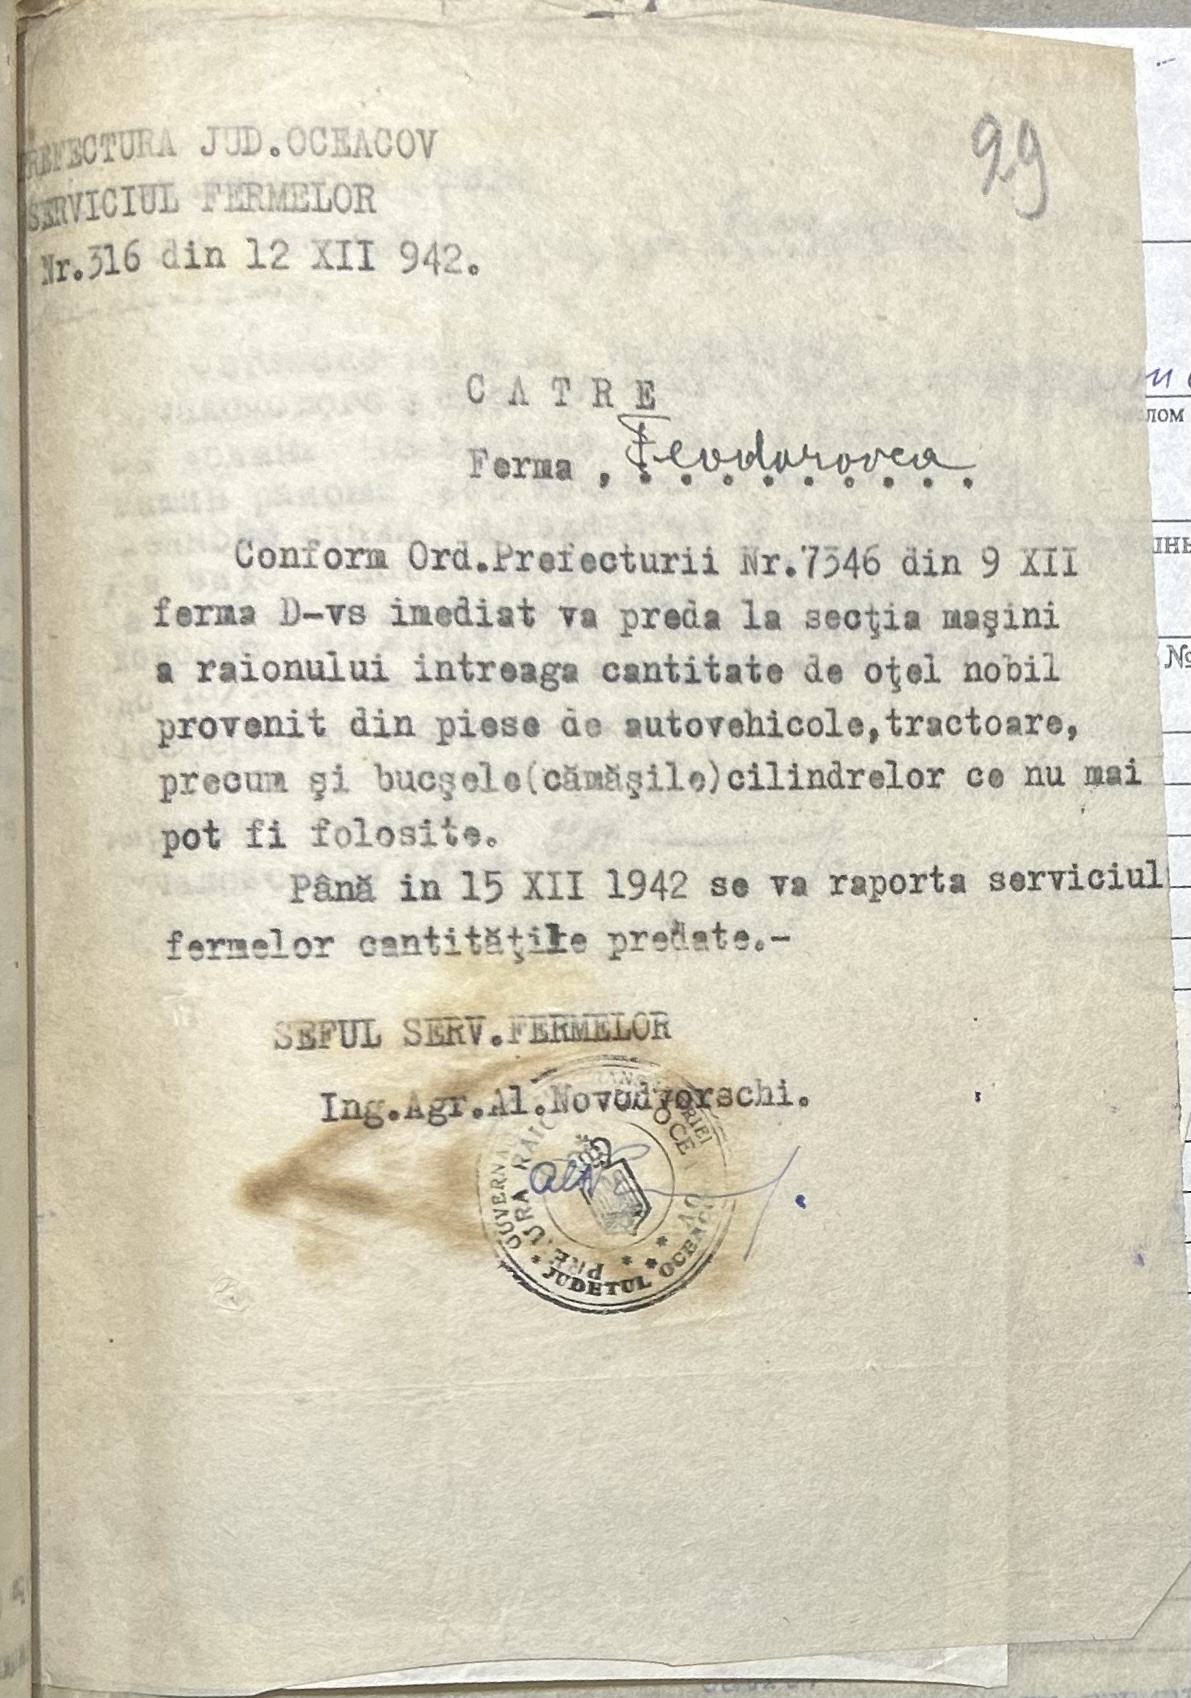 29
PREFECTURA JUD.OCEACOV
SERVICIUL FERMELOR
Nr.316 din 12 XII 942.
C A T R E
Ferma , Feodorovca
Conform Ord.Prefecturii Nr.7346 din 9 XII
ferma D-vs imediat va preda la secţia maşini
a raionului intreaga cantitate de oţel nobil
provenit din piese de autovehicole,tractoare,
precum şi bucşele(cămăşile)cilindrelor ce nu mai
pot fi folosite.
Până in 15 XII 1942 se va raporta serviciul
fermelor cantităţile predate.-
SEFUL SERV.FERMELOR
Ing.Agr.Al.Novodvorschi.
JUDETUL OCEACOV